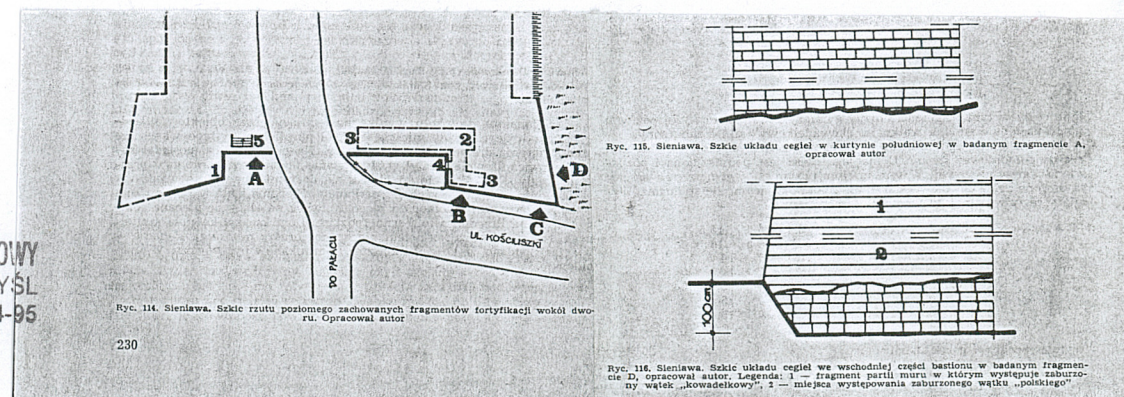 OWY
YŚL
-95
3
2
5
4
1
A
3
D
B
C
UL. KOŚCIUSZKI
DO PAŁACU
Ryc. 114. Sieniawa. Szkic rzutu poziomego zachowanych fragmentów fortyfikacji wokół dwo-
ru. Opracował autor
230
Ryc. 115. Sieniawa. Szkic układu cegieł w kurtynie południowej w badanym fragmencie A,
opracował autor
1
2
100 cm
Ryc. 116. Sieniawa. Szkic układu cegieł we wschodniej części bastionu w badanym fragmen-
cie D, opracował autor. Legenda: 1 — fragment partii muru w którym występuje zaburzo-
ny wątek „kowadełkowy", 2 — miejsca występowania zaburzonego wątku „polskiego"